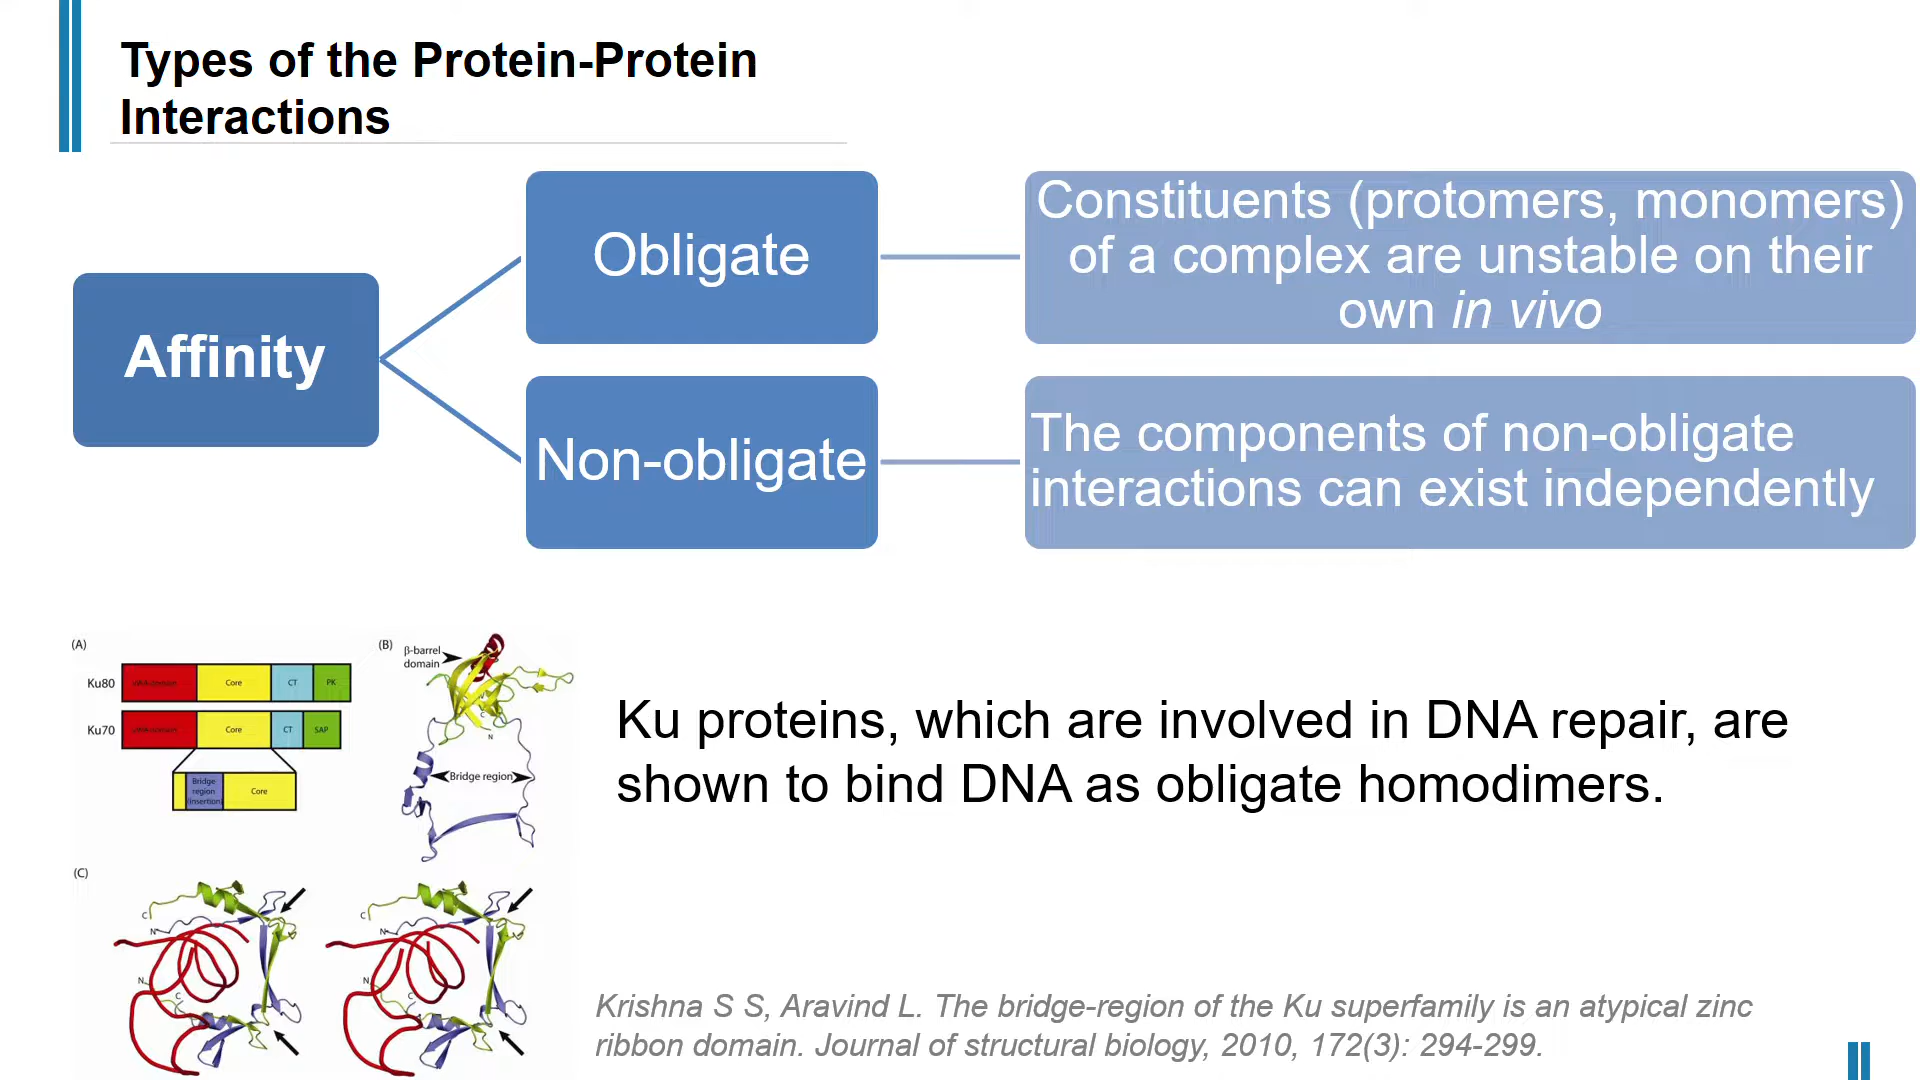 Types of the Protein-Protein
Interactions
Affinity
Obligate
Constituents (protomers, monomers)
of a complex are unstable on their
own in vivo
Non-obligate
The components of non-obligate
interactions can exist independently
(A)
Ku80
Core
CT
PK
Ku70
Core
CT
SAP
Bridge
region
(insertion)
Core
(B)
β-barrel
domain
C
N
Bridge region
(C)
C
N
N
C
C
N
N
C
Ku proteins, which are involved in DNA repair, are
shown to bind DNA as obligate homodimers.
Krishna S S, Aravind L. The bridge-region of the Ku superfamily is an atypical zinc
ribbon domain. Journal of structural biology, 2010, 172(3): 294-299.